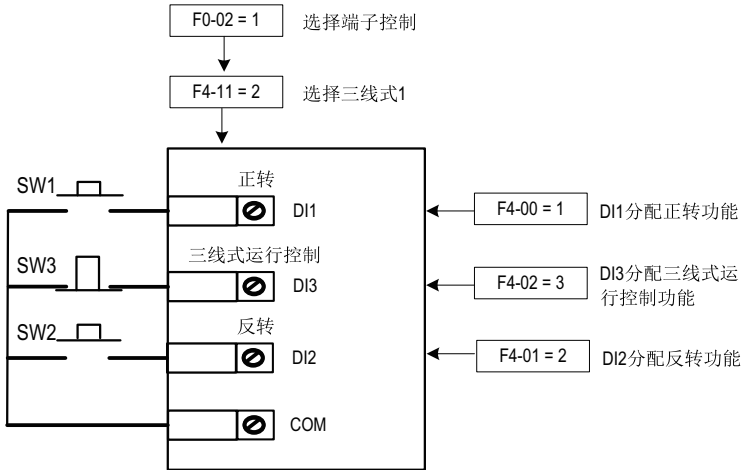 F0-02 = 1
选择端子控制
F4-11 = 2
选择三线式1
SW1
正转
DI1
F4-00 = 1
DI1分配正转功能
SW3
三线式运行控制
DI3
F4-02 = 3
DI3分配三线式运
行控制功能
SW2
反转
DI2
F4-01 = 2
DI2分配反转功能
COM